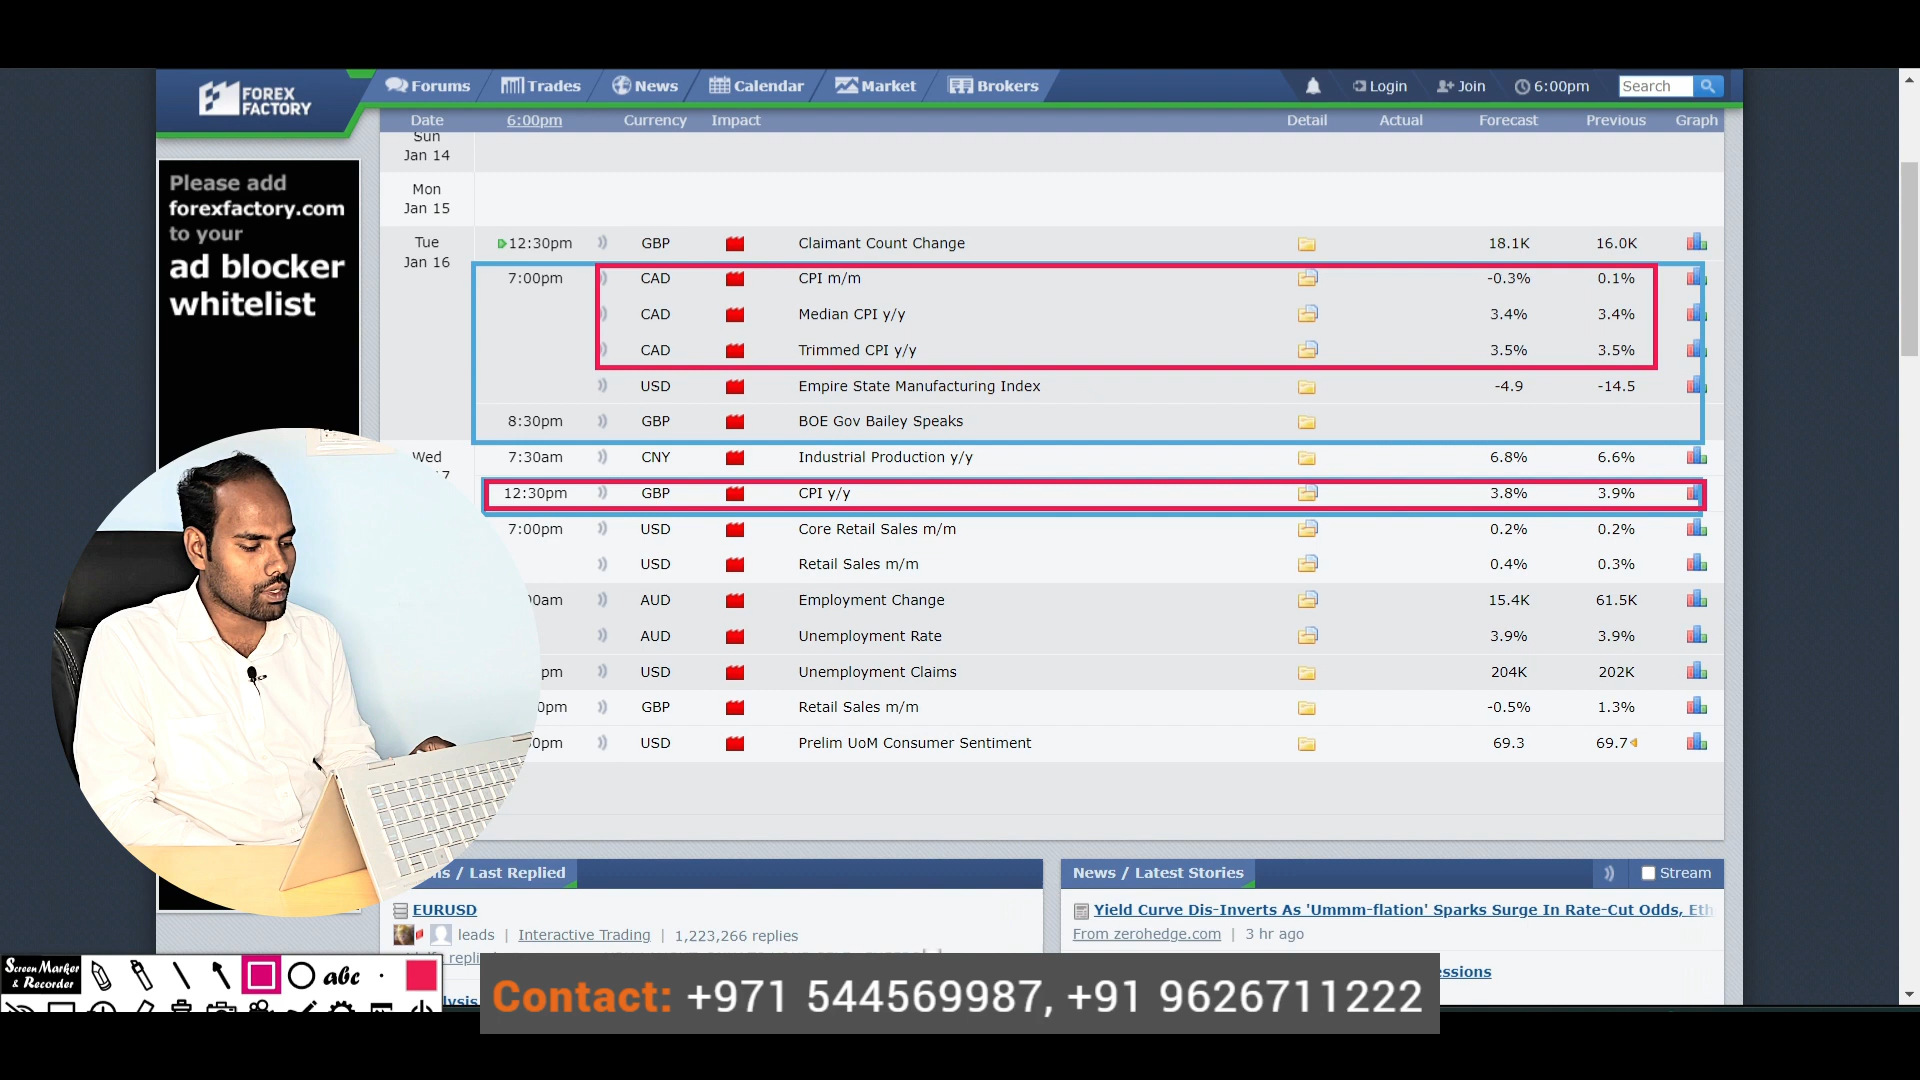 FOREX
FACTORY
Forums
Trades
News
Calendar
Market
Brokers
Login
Join
6:00pm
Search
Date 6:00pm Currency Impact Detail Actual Forecast Previous Graph
Sun
Jan 14
Mon
Jan 15
Tue
Jan 16
12:30pm GBP Claimant Count Change 18.1K 16.0K
7:00pm CAD CPI m/m -0.3% 0.1%
CAD Median CPI y/y 3.4% 3.4%
CAD Trimmed CPI y/y 3.5% 3.5%
USD Empire State Manufacturing Index -4.9 -14.5
8:30pm GBP BOE Gov Bailey Speaks
Wed
7
7:30am CNY Industrial Production y/y 6.8% 6.6%
12:30pm GBP CPI y/y 3.8% 3.9%
7:00pm USD Core Retail Sales m/m 0.2% 0.2%
USD Retail Sales m/m 0.4% 0.3%
0am AUD Employment Change 15.4K 61.5K
AUD Unemployment Rate 3.9% 3.9%
pm USD Unemployment Claims 204K 202K
0pm GBP Retail Sales m/m -0.5% 1.3%
0pm USD Prelim UoM Consumer Sentiment 69.3 69.7
Please add
forexfactory.com
to your
ad blocker
whitelist
/ Last Replied
EURUSD
leads | Interactive Trading | 1,223,266 replies
News / Latest Stories
Stream
Yield Curve Dis-Inverts As 'Ummm-flation' Sparks Surge In Rate-Cut Odds, Eth
From zerohedge.com | 3 hr ago
essions
Screen Marker
& Recorder
abc
Contact: +971 544569987, +91 9626711222